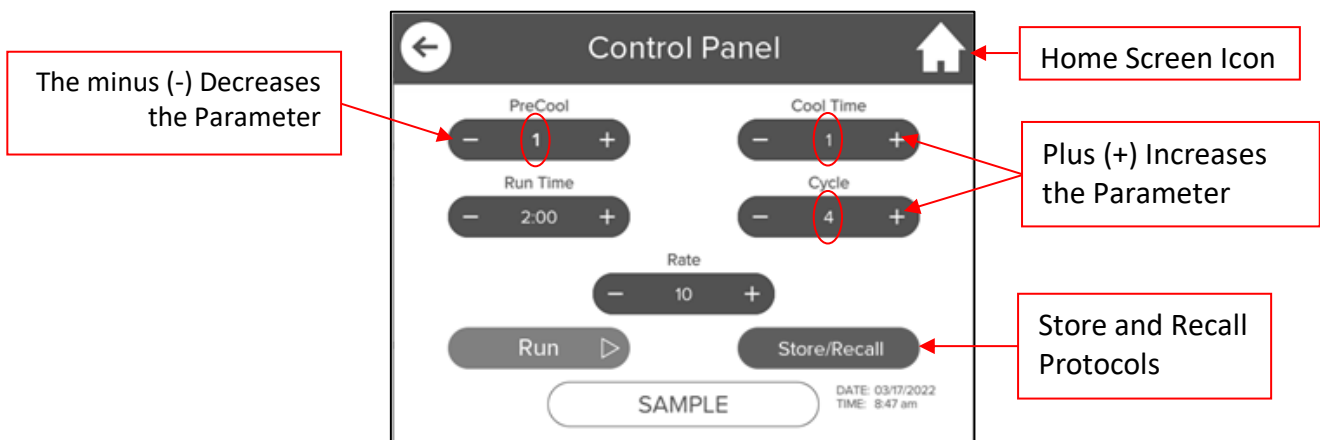 Control Panel
Home Screen Icon
The minus (-) Decreases
the Parameter
PreCool
Cool Time
− 1 +
− 1 +
Plus (+) Increases
the Parameter
Run Time
Cycle
− 2:00 +
− 4 +
Rate
− 10 +
Run
Store/Recall
Store and Recall
Protocols
SAMPLE
DATE: 03/17/2022
TIME: 8:47 am